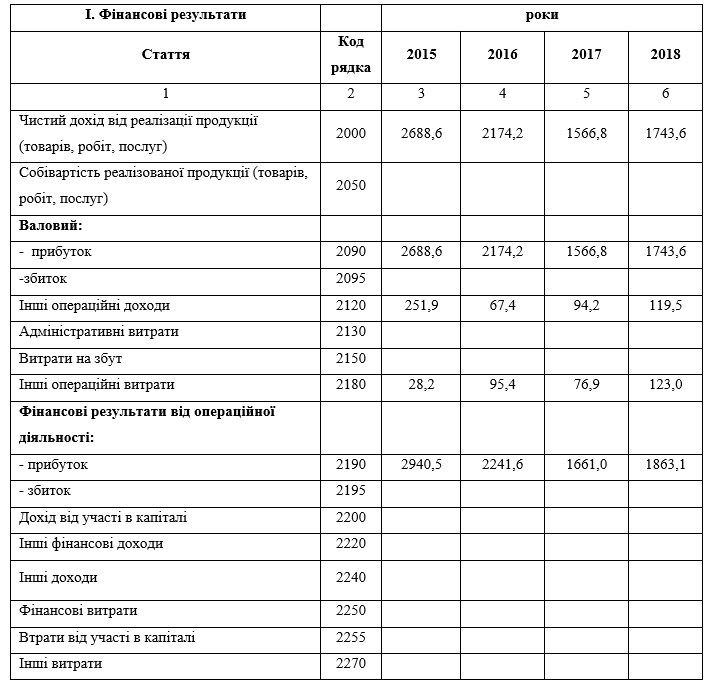 І. Фінансові результати роки
Стаття Код рядка 2015 2016 2017 2018
1 2 3 4 5 6
Чистий дохід від реалізації продукції
(товарів, робіт, послуг) 2000 2688,6 2174,2 1566,8 1743,6
Собівартість реалізованої продукції (товарів,
робіт, послуг) 2050
Валовий:
- прибуток 2090 2688,6 2174,2 1566,8 1743,6
-збиток 2095
Інші операційні доходи 2120 251,9 67,4 94,2 119,5
Адміністративні витрати 2130
Витрати на збут 2150
Інші операційні витрати 2180 28,2 95,4 76,9 123,0
Фінансові результати від операційної
діяльності:
- прибуток 2190 2940,5 2241,6 1661,0 1863,1
- збиток 2195
Дохід від участі в капіталі 2200
Інші фінансові доходи 2220
Інші доходи 2240
Фінансові витрати 2250
Втрати від участі в капіталі 2255
Інші витрати 2270